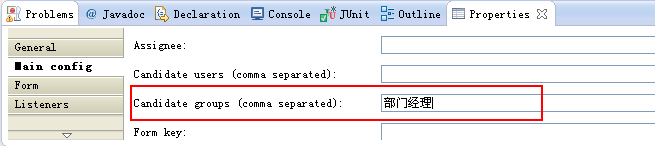 Problems @ Javadoc Declaration Console JUnit Outline Properties
General
Main config
Form
Listeners
Assignee:
Candidate users (comma separated):
Candidate groups (comma separated): 部门经理
Form key: